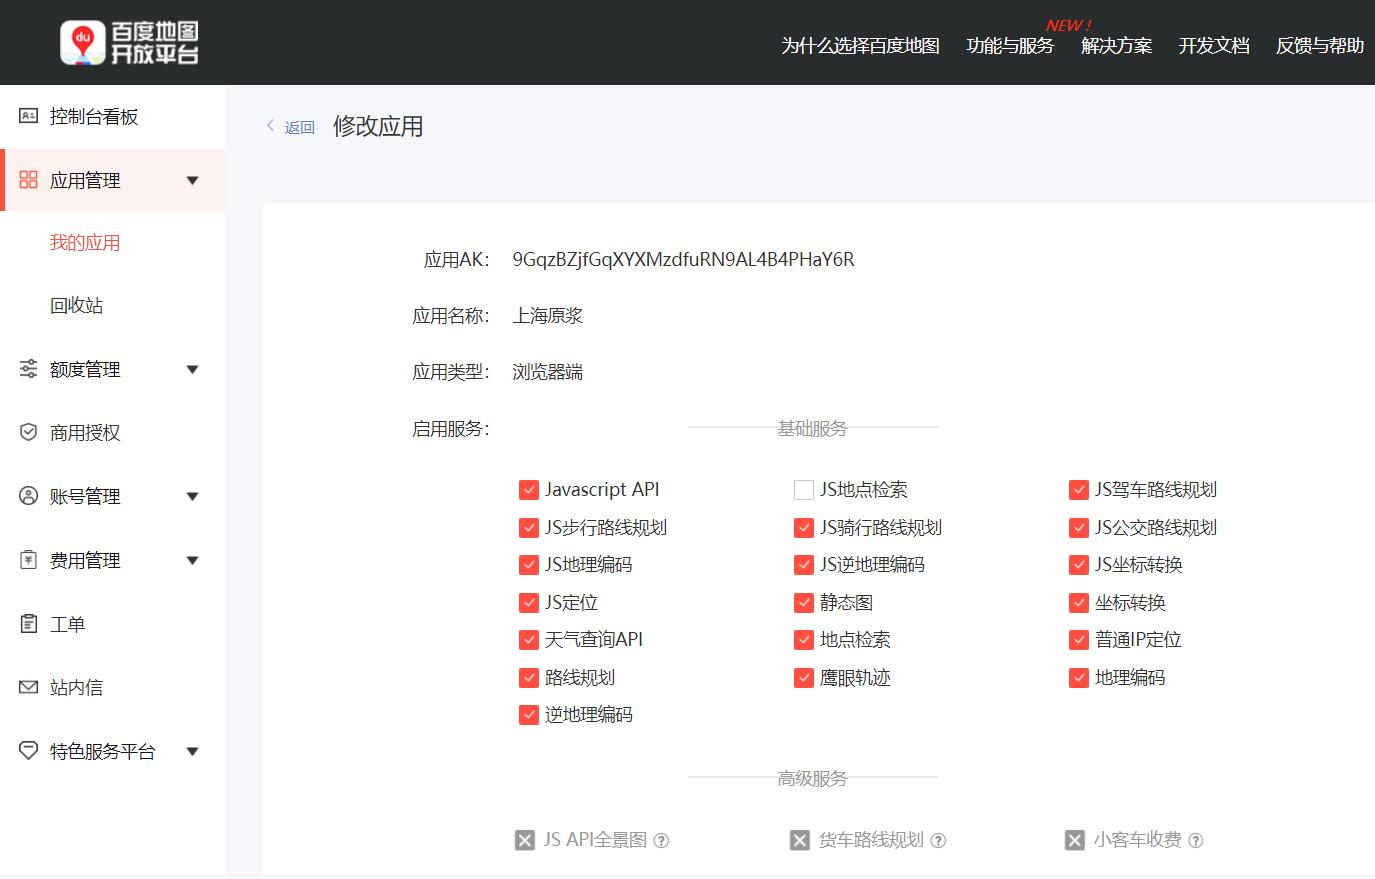 百度地图
开放平台
为什么选择百度地图
功能与服务
NEW !
解决方案
开发文档
反馈与帮助
控制台看板
应用管理
我的应用
回收站
额度管理
商用授权
账号管理
费用管理
工单
站内信
特色服务平台
返回 修改应用
应用AK： 9GqzBZjfGqXYXMzdfuRN9AL4B4PHaY6R
应用名称： 上海原浆
应用类型： 浏览器端
启用服务：
基础服务
Javascript API JS地点检索 JS驾车路线规划
JS步行路线规划 JS骑行路线规划 JS公交路线规划
JS地理编码 JS逆地理编码 JS坐标转换
JS定位 静态图 坐标转换
天气查询API 地点检索 普通IP定位
路线规划 鹰眼轨迹 地理编码
逆地理编码
高级服务
JS API全景图 ? 货车路线规划 ? 小客车收费 ?